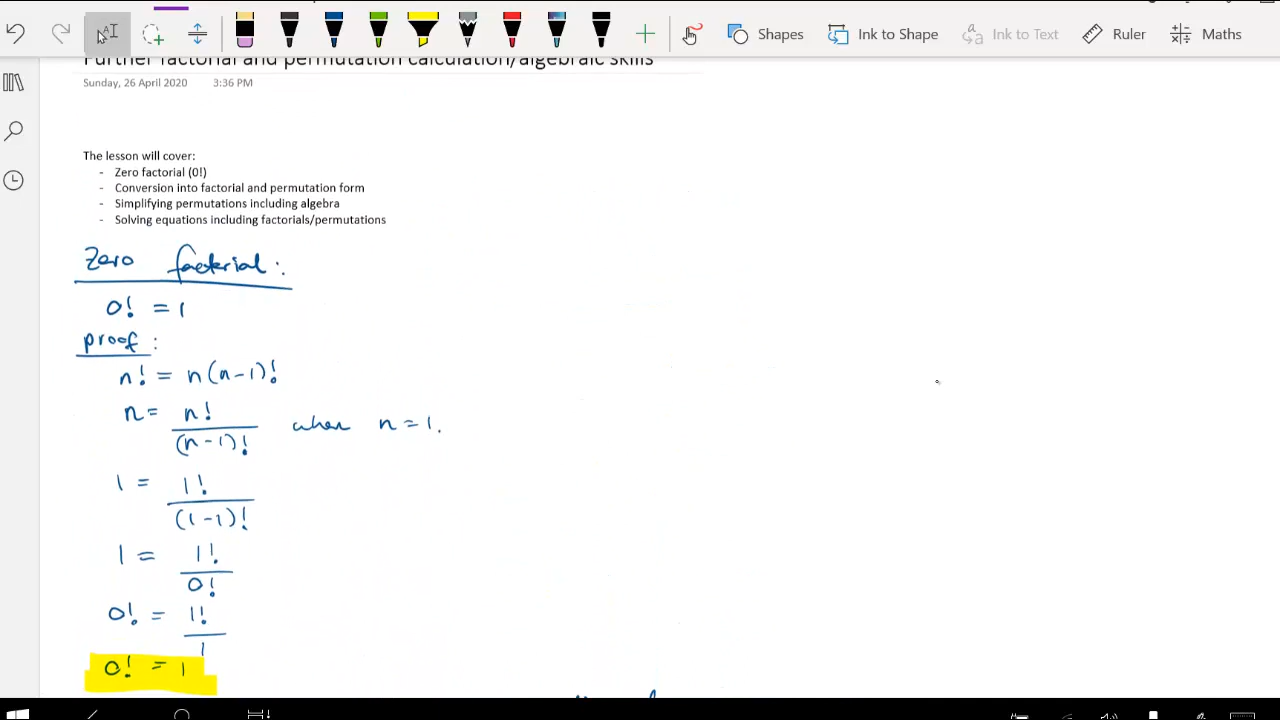 Shapes
Ink to Shape
Ink to Text
Ruler
Maths
Further factorial and permutation calculation/algebraic skills
Sunday, 26 April 2020 3:36 PM
The lesson will cover:
- Zero factorial (0!)
- Conversion into factorial and permutation form
- Simplifying permutations including algebra
- Solving equations including factorials/permutations
Zero factorial:
0! = 1
proof:
n! = n(n-1)!
n = n!
(n-1)! when n = 1.
1 = 1!
(1-1)!
1 = 1!
0!
0! = 1!
1
0! = 1